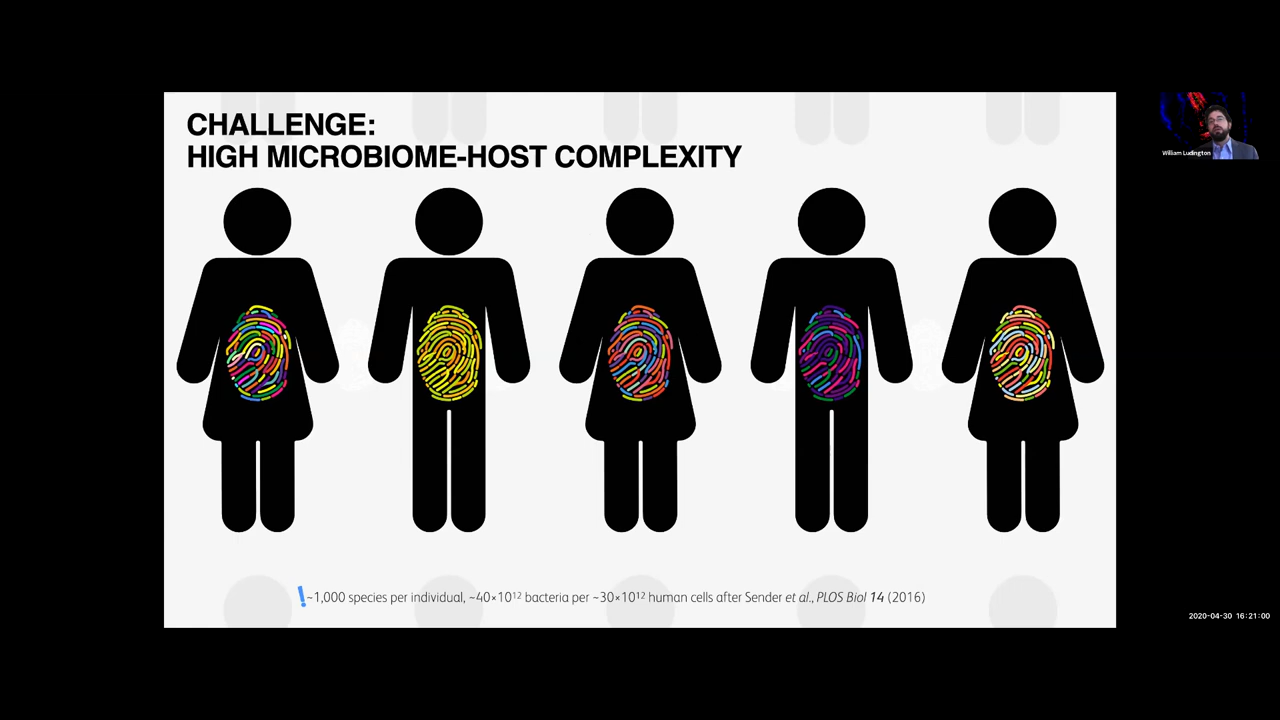 CHALLENGE:
HIGH MICROBIOME-HOST COMPLEXITY
William Ludington
! ~1,000 species per individual, ~40×10¹² bacteria per ~30×10¹² human cells after Sender et al., PLOS Biol 14 (2016)
2020-04-30 16:21:00